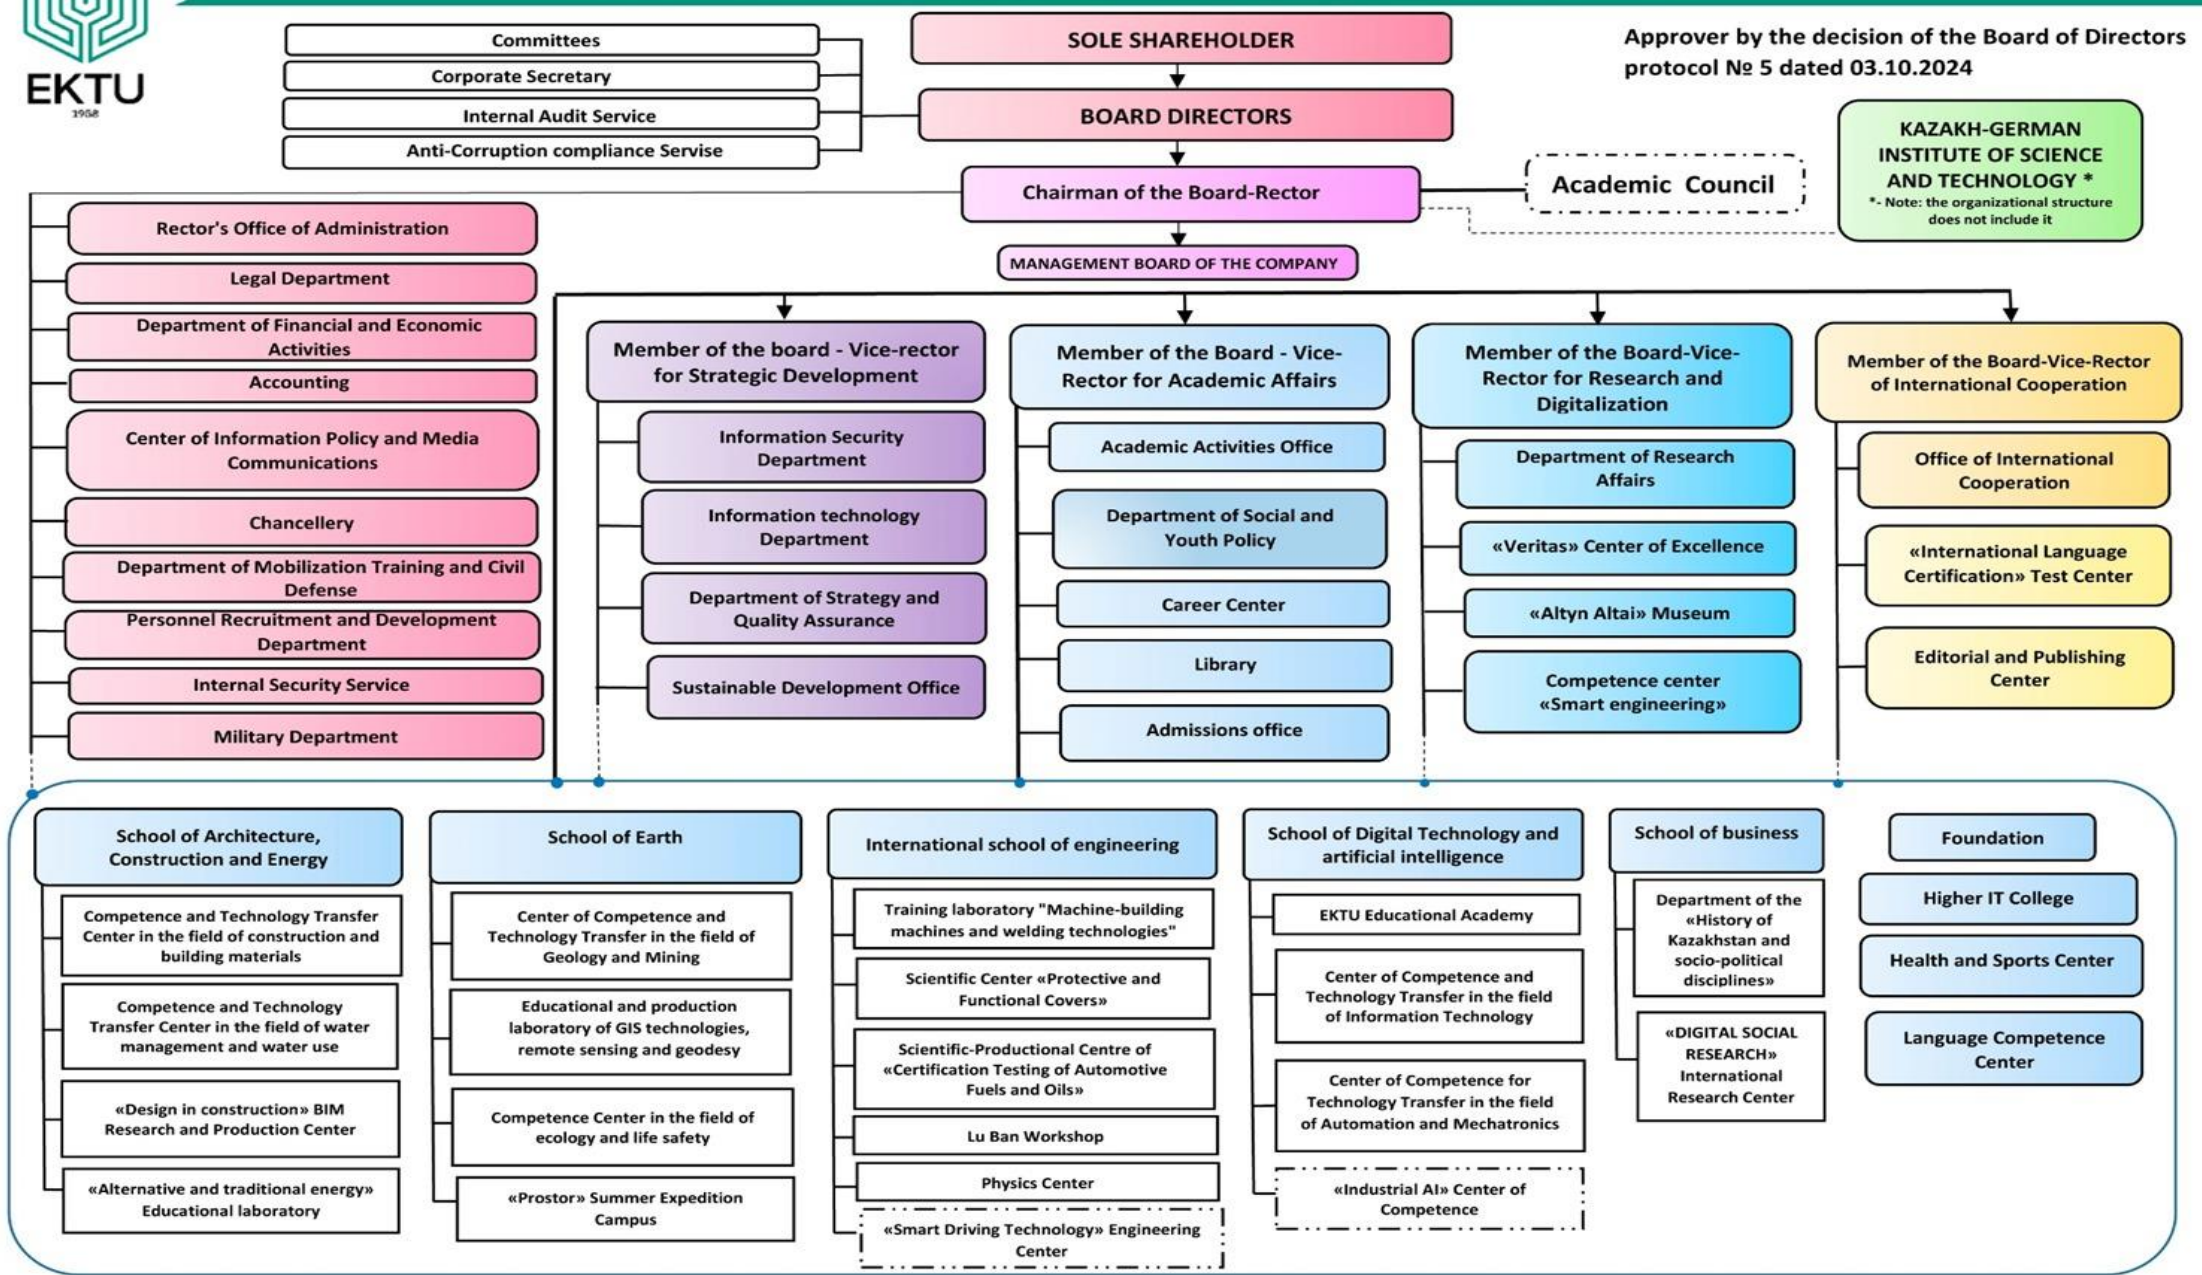 EKTU
1958
Committees
Corporate Secretary
Internal Audit Service
Anti-Corruption compliance Servise
SOLE SHAREHOLDER
BOARD DIRECTORS
Chairman of the Board-Rector
MANAGEMENT BOARD OF THE COMPANY
Approver by the decision of the Board of Directors
protocol № 5 dated 03.10.2024
Academic Council
KAZAKH-GERMAN
INSTITUTE OF SCIENCE
AND TECHNOLOGY *
*- Note: the organizational structure
does not include it
Rector's Office of Administration
Legal Department
Department of Financial and Economic
Activities
Accounting
Center of Information Policy and Media
Communications
Chancellery
Department of Mobilization Training and Civil
Defense
Personnel Recruitment and Development
Department
Internal Security Service
Military Department
Member of the board - Vice-rector
for Strategic Development
Information Security
Department
Information technology
Department
Department of Strategy and
Quality Assurance
Sustainable Development Office
Member of the Board - Vice-
Rector for Academic Affairs
Academic Activities Office
Department of Social and
Youth Policy
Career Center
Library
Admissions office
Member of the Board-Vice-
Rector for Research and
Digitalization
Department of Research
Affairs
«Veritas» Center of Excellence
«Altyn Altai» Museum
Competence center
«Smart engineering»
Member of the Board-Vice-Rector
of International Cooperation
Office of International
Cooperation
«International Language
Certification» Test Center
Editorial and Publishing
Center
School of Architecture,
Construction and Energy
Competence and Technology Transfer
Center in the field of construction and
building materials
Competence and Technology
Transfer Center in the field of water
management and water use
«Design in construction» BIM
Research and Production Center
«Alternative and traditional energy»
Educational laboratory
School of Earth
Center of Competence and
Technology Transfer in the field of
Geology and Mining
Educational and production
laboratory of GIS technologies,
remote sensing and geodesy
Competence Center in the field of
ecology and life safety
«Prostor» Summer Expedition
Campus
International school of engineering
Training laboratory "Machine-building
machines and welding technologies"
Scientific Center «Protective and
Functional Covers»
Scientific-Productional Centre of
«Certification Testing of Automotive
Fuels and Oils»
Lu Ban Workshop
Physics Center
«Smart Driving Technology» Engineering
Center
School of Digital Technology and
artificial intelligence
EKTU Educational Academy
Center of Competence and
Technology Transfer in the field
of Information Technology
Center of Competence for
Technology Transfer in the field
of Automation and Mechatronics
«Industrial AI» Center of
Competence
School of business
Department of the
«History of
Kazakhstan and
socio-political
disciplines»
«DIGITAL SOCIAL
RESEARCH»
International
Research Center
Foundation
Higher IT College
Health and Sports Center
Language Competence
Center